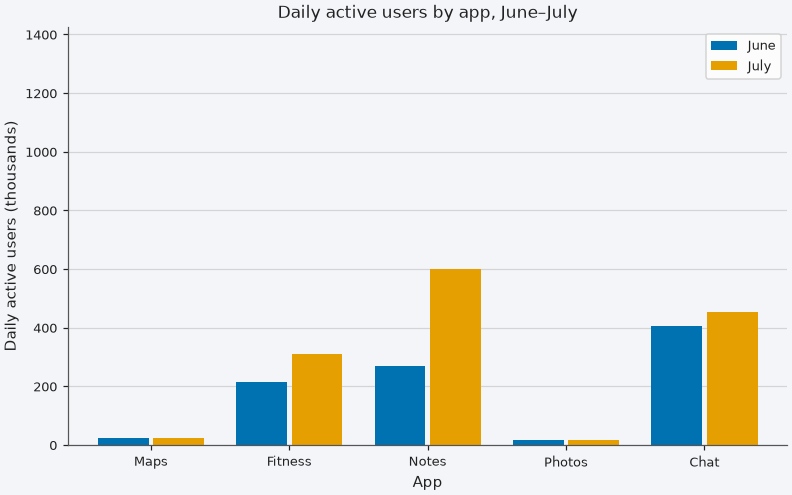 Daily active users by app, June–July
Daily active users (thousands)
1400
1200
1000
800
600
400
200
0
June
July
Maps
Fitness
Notes
Photos
Chat
App